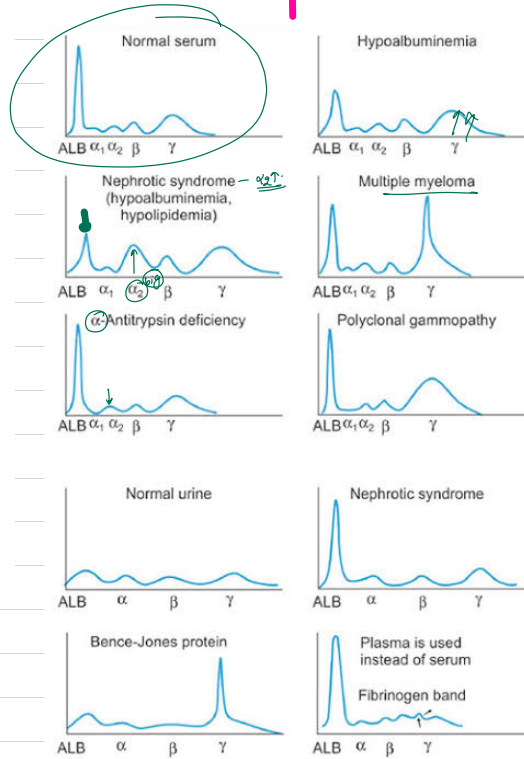 Normal serum
ALB α₁ α₂ β γ
Hypoalbuminemia
ALB α₁ α₂ β γ
Nephrotic syndrome – α2↑.
(hypoalbuminemia,
hypolipidemia)
big
ALB α₁ α₂ β γ
Multiple myeloma
ALB α₁ α₂ β γ
α-Antitrypsin deficiency
ALB α₁ α₂ β γ
Polyclonal gammopathy
ALB α₁ α₂ β γ
Normal urine
ALB α β γ
Nephrotic syndrome
ALB α β γ
Bence-Jones protein
ALB α β γ
Plasma is used
instead of serum
Fibrinogen band
ALB α β γ